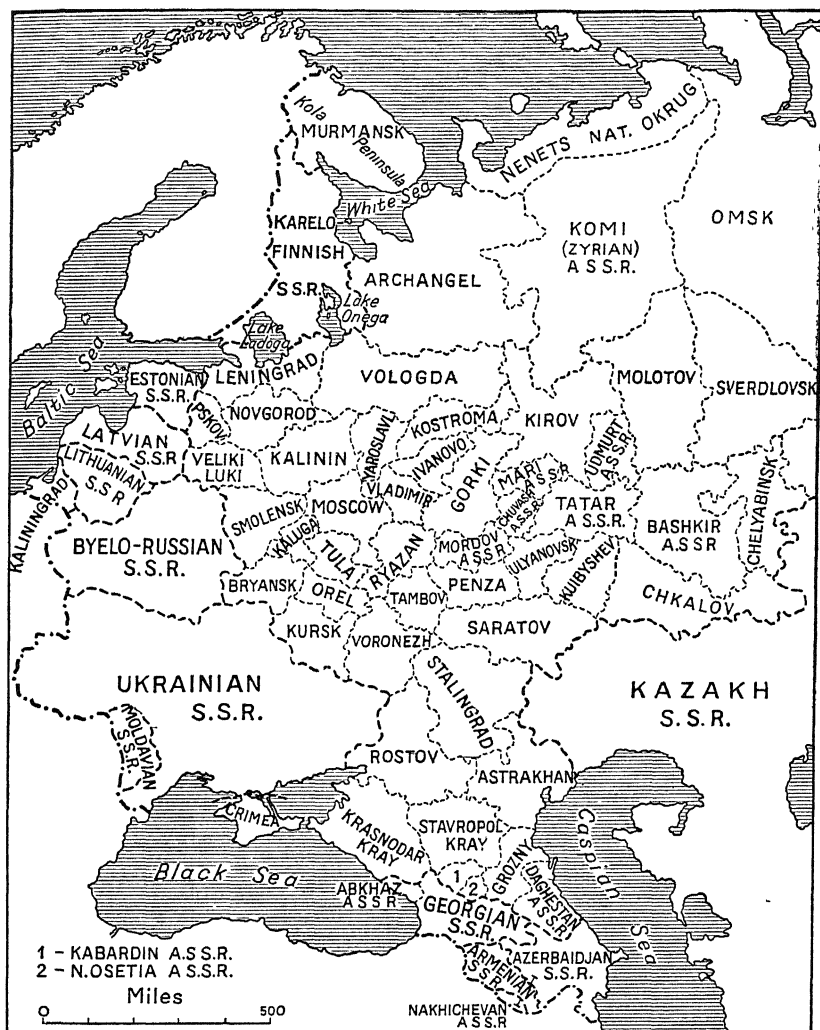 Kola
MURMANSK
Peninsula
NENETS NAT. OKRUG
White Sea
KARELO
FINNISH
S.S.R.
ARCHANGEL
KOMI
(ZYRIAN)
A S S.R.
OMSK
Lake
Onega
Lake
Ladoga
Baltic Sea
ESTONIAN
S.S.R.
LENINGRAD
VOLOGDA
MOLOTOV
SVERDLOVSK
PSKOV
NOVGOROD
KOSTROMA
KIROV
LATVIAN
S.S.R
VELIKI
LUKI
KALININ
YAROSLAVL
IVANOVO
UDMURT
A S S.R.
LITHUANIAN
S S R
GORKI
MARI
A S S R
CHUVASH
A S S.R.
KALININGRAD
SMOLENSK
MOSCOW
VLADIMIR
TATAR
A S S.R.
BASHKIR
A.S.S.R
CHELYABINSK
BYELO-RUSSIAN
S.S.R.
KALUGA
TULA
RYAZAN
MORDOV
A S S R
ULYANOVSK
KUIBYSHEV
BRYANSK
OREL
TAMBOV
PENZA
CHKALOV
KURSK
VORONEZH
SARATOV
UKRAINIAN
S.S.R.
STALINGRAD
KAZAKH
S.S.R.
MOLDAVIAN
S.S.R.
ROSTOV
ASTRAKHAN
CRIMEA
KRASNODAR
KRAY
STAVROPOL
KRAY
Caspian Sea
Black Sea
1
2
GROZNY
DAGHESTAN
A S S.R.
ABKHAZ
A S S R
GEORGIAN
S.S.R
1 - KABARDIN A.S S.R.
2 - N.OSETIA A S S.R.
ARMENIAN
S S R
AZERBAIDJAN
S.S.R.
Miles
0 500
NAKHICHEVAN
A S S R